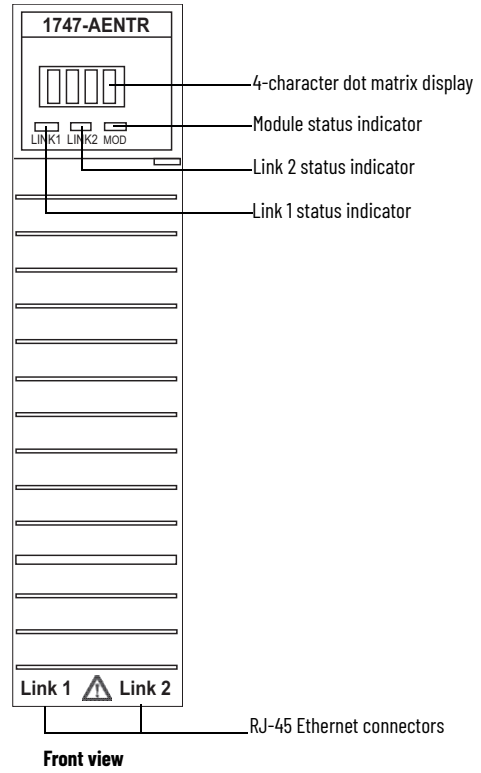 1747-AENTR
4-character dot matrix display
Module status indicator
LINK1 LINK2 MOD
Link 2 status indicator
Link 1 status indicator
Link 1 Link 2
RJ-45 Ethernet connectors
Front view